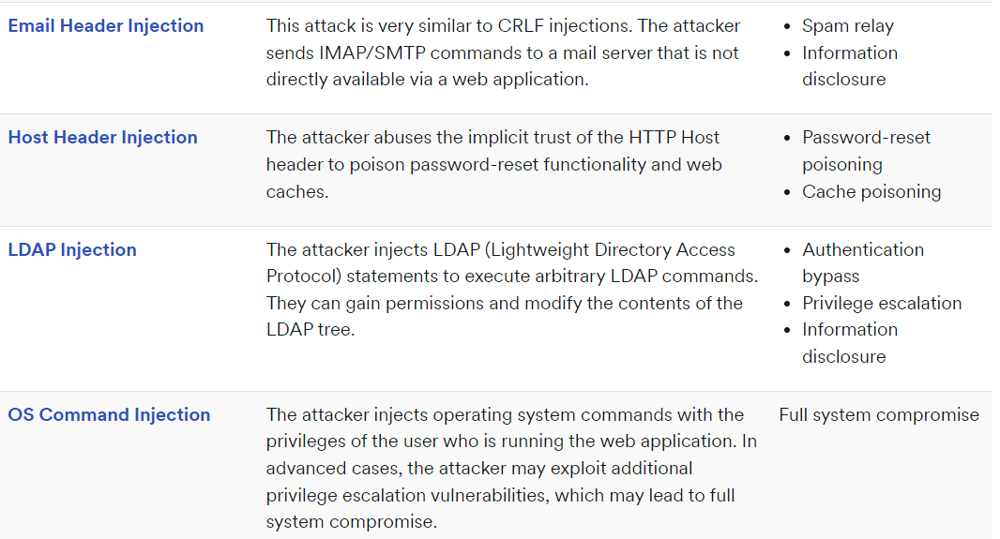 Email Header Injection
This attack is very similar to CRLF injections. The attacker
sends IMAP/SMTP commands to a mail server that is not
directly available via a web application.
• Spam relay
• Information
disclosure
Host Header Injection
The attacker abuses the implicit trust of the HTTP Host
header to poison password-reset functionality and web
caches.
• Password-reset
poisoning
• Cache poisoning
LDAP Injection
The attacker injects LDAP (Lightweight Directory Access
Protocol) statements to execute arbitrary LDAP commands.
They can gain permissions and modify the contents of the
LDAP tree.
• Authentication
bypass
• Privilege escalation
• Information
disclosure
OS Command Injection
The attacker injects operating system commands with the
privileges of the user who is running the web application. In
advanced cases, the attacker may exploit additional
privilege escalation vulnerabilities, which may lead to full
system compromise.
Full system compromise